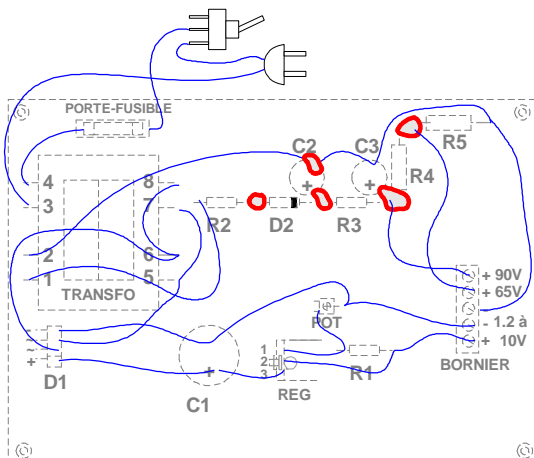 PORTE-FUSIBLE
R5
C2
C3
R4
4
3
8
7
R2
D2
R3
2
1
6
5
TRANSFO
+ 90V
+ 65V
- 1.2 à
+ 10V
BORNIER
POT
~
~
+
D1
C1
1
2
3
REG
R1
+
+
+